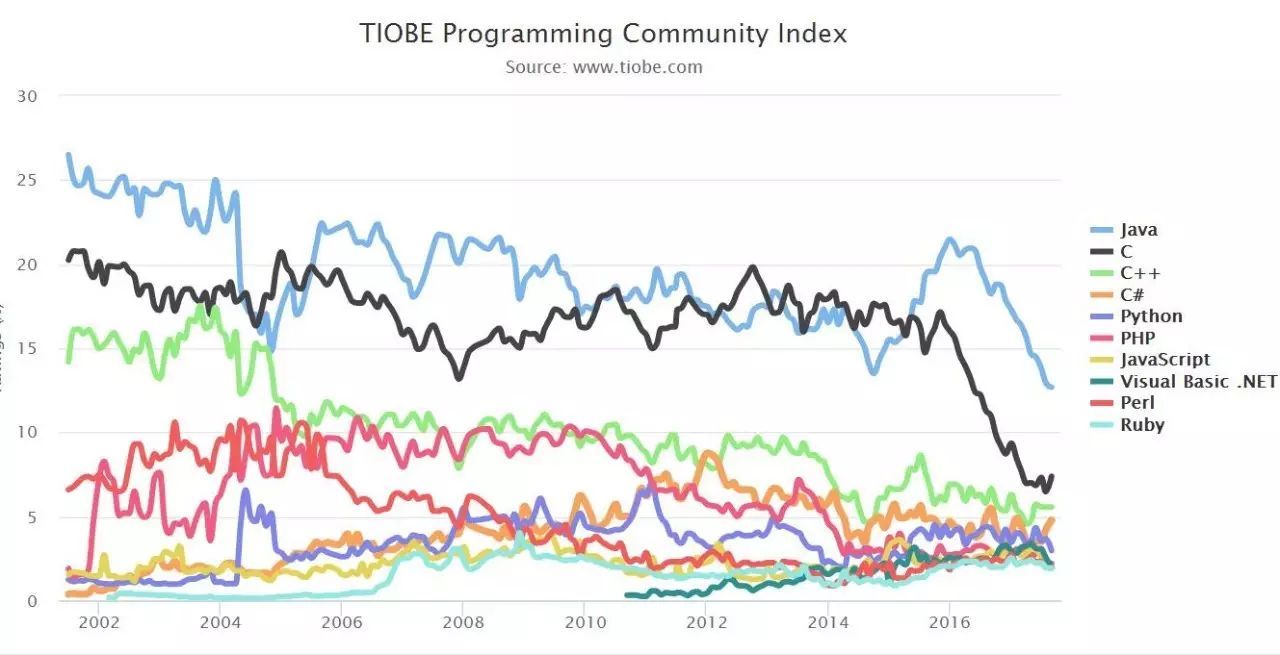 TIOBE Programming Community Index
Source: www.tiobe.com
30
25
20
15
10
5
0
2002 2004 2006 2008 2010 2012 2014 2016
Java
C
C++
C#
Python
PHP
JavaScript
Visual Basic .NET
Perl
Ruby